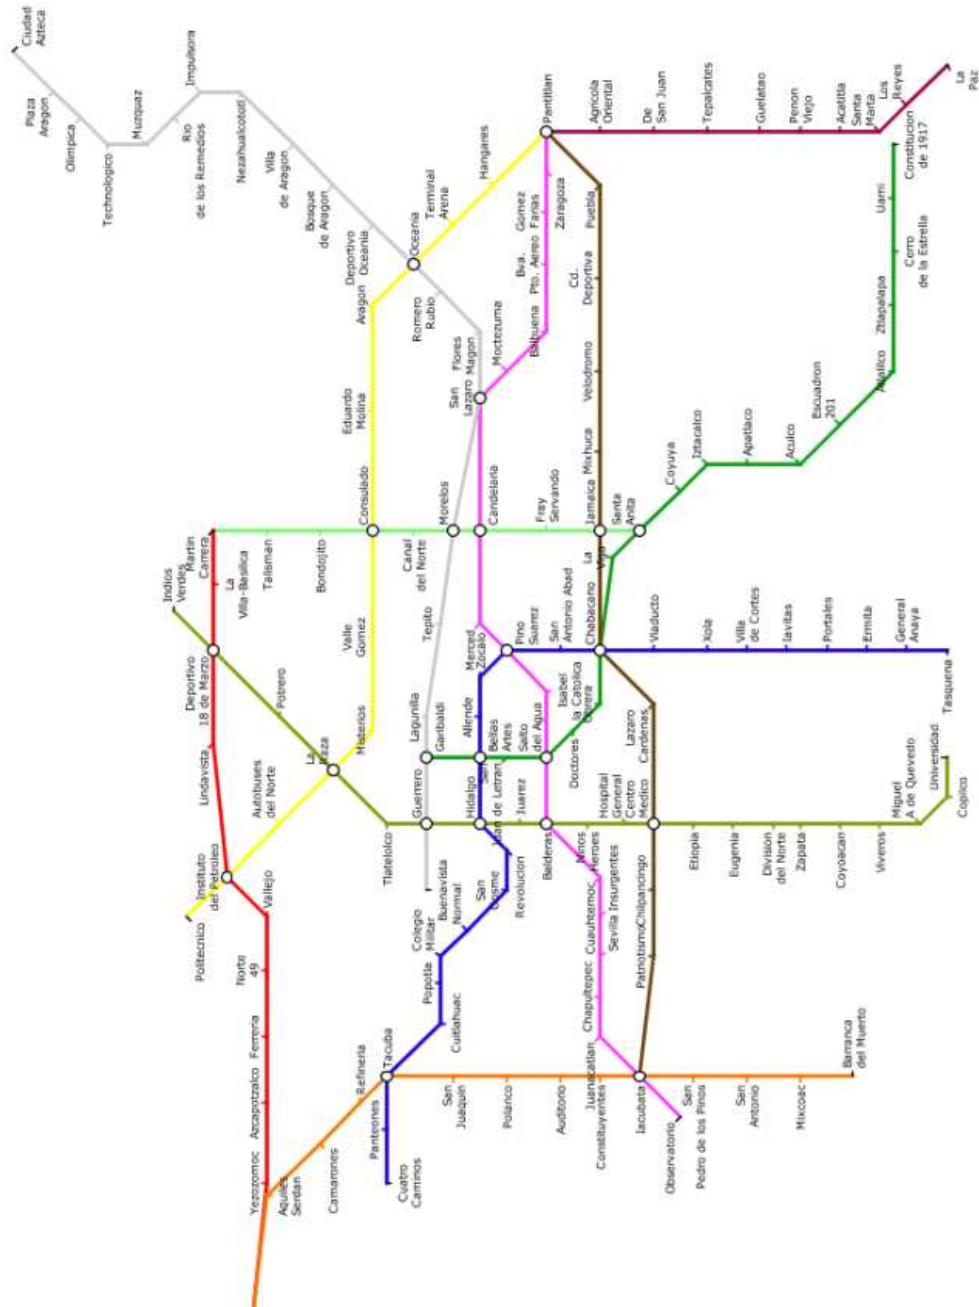 Ciudad
Azteca
Plaza
Aragon
Olimpica
Technologico
Muzquaz
Rio
de los Remedios
Impulsora
Nezahualcototl
Villa
de Aragon
Bosque
de Aragon
Deportivo
Oceania
Oceania
Romero
Rubio
Flores
Magon
San
Lazaro
Morelos
Tepito
Lagunilla
Garibaldi
Guerrero
Buenavista
Terminal
Arena
Hangares
Pantitlan
Aragon
Eduardo
Molina
Consulado
Valle
Gomez
Misterios
La
Raza
Autobuses
del Norte
Instituto
del Petroleo
Politecnico
Agricola
Oriental
De
San Juan
Tepalcates
Guelatao
Penon
Viejo
Acatitla
Santa
Marta
Los
Reyes
La
Paz
Zaragoza
Gomez
Farias
Bva.
Pto. Aereo
Balbuena
Moctezuma
Candelaria
Merced
Zocalo
Pino
Suarez
Isabel
la Catolica
Salto
del Agua
Balderas
Ninos
Heroes
Cuauhtemoc
Insurgentes
Sevilla
Chapultepec
Juanacatlan
Iacubata
Observatorio
Puebla
Cd.
Deportiva
Velodromo
Mixhuca
Jamaica
Chabacano
Lazaro
Cardenas
Centro
Medico
Hospital
General
Chilpancingo
Patriotismo
Constitucion
de 1917
Uami
Cerro
de la Estrella
Ztlapalapa
Escuadron
201
Aculco
Apatlaco
Iztacalco
Coyuya
Santa
Anita
La
Viga
Doctores
Bellas
Artes
Martin
Carrera
La
Villa-Basilica
Talisman
Bondojito
Canal
del Norte
Fray
Servando
Indios
Verdes
Deportivo
18 de Marzo
Potrero
Lindavista
Vallejo
Norte
49
Ferreria
Azcapotzalco
Yezozomoc
Aquiles
Serdan
Camarones
Refineria
Tacuba
Panteones
Cuatro
Caminos
Cuitlahuac
Popotla
Colegio
Militar
Normal
San
Cosme
Revolucion
Hidalgo
Allende
San
Antonio Abad
Viaducto
Xola
Villa
de Cortes
Iavitas
Portales
Ermita
General
Anaya
Tasquena
Tlatelolco
Juarez
Etiopia
Eugenia
Division
del Norte
Zapata
Coyoacan
Viveros
Miguel
A de Quevedo
Copilco
Universidad
San
Juaquin
Polanco
Auditorio
Constituyentes
San
Pedro de los Pinos
San
Antonio
Mixcoac
Barranca
del Muerto